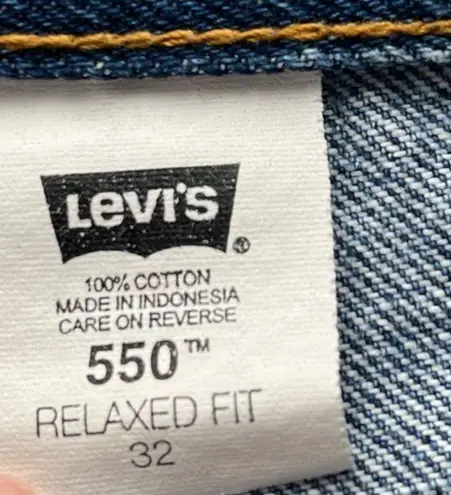 Levi's
®
100% COTTON
MADE IN INDONESIA
CARE ON REVERSE
550™
RELAXED FIT
32